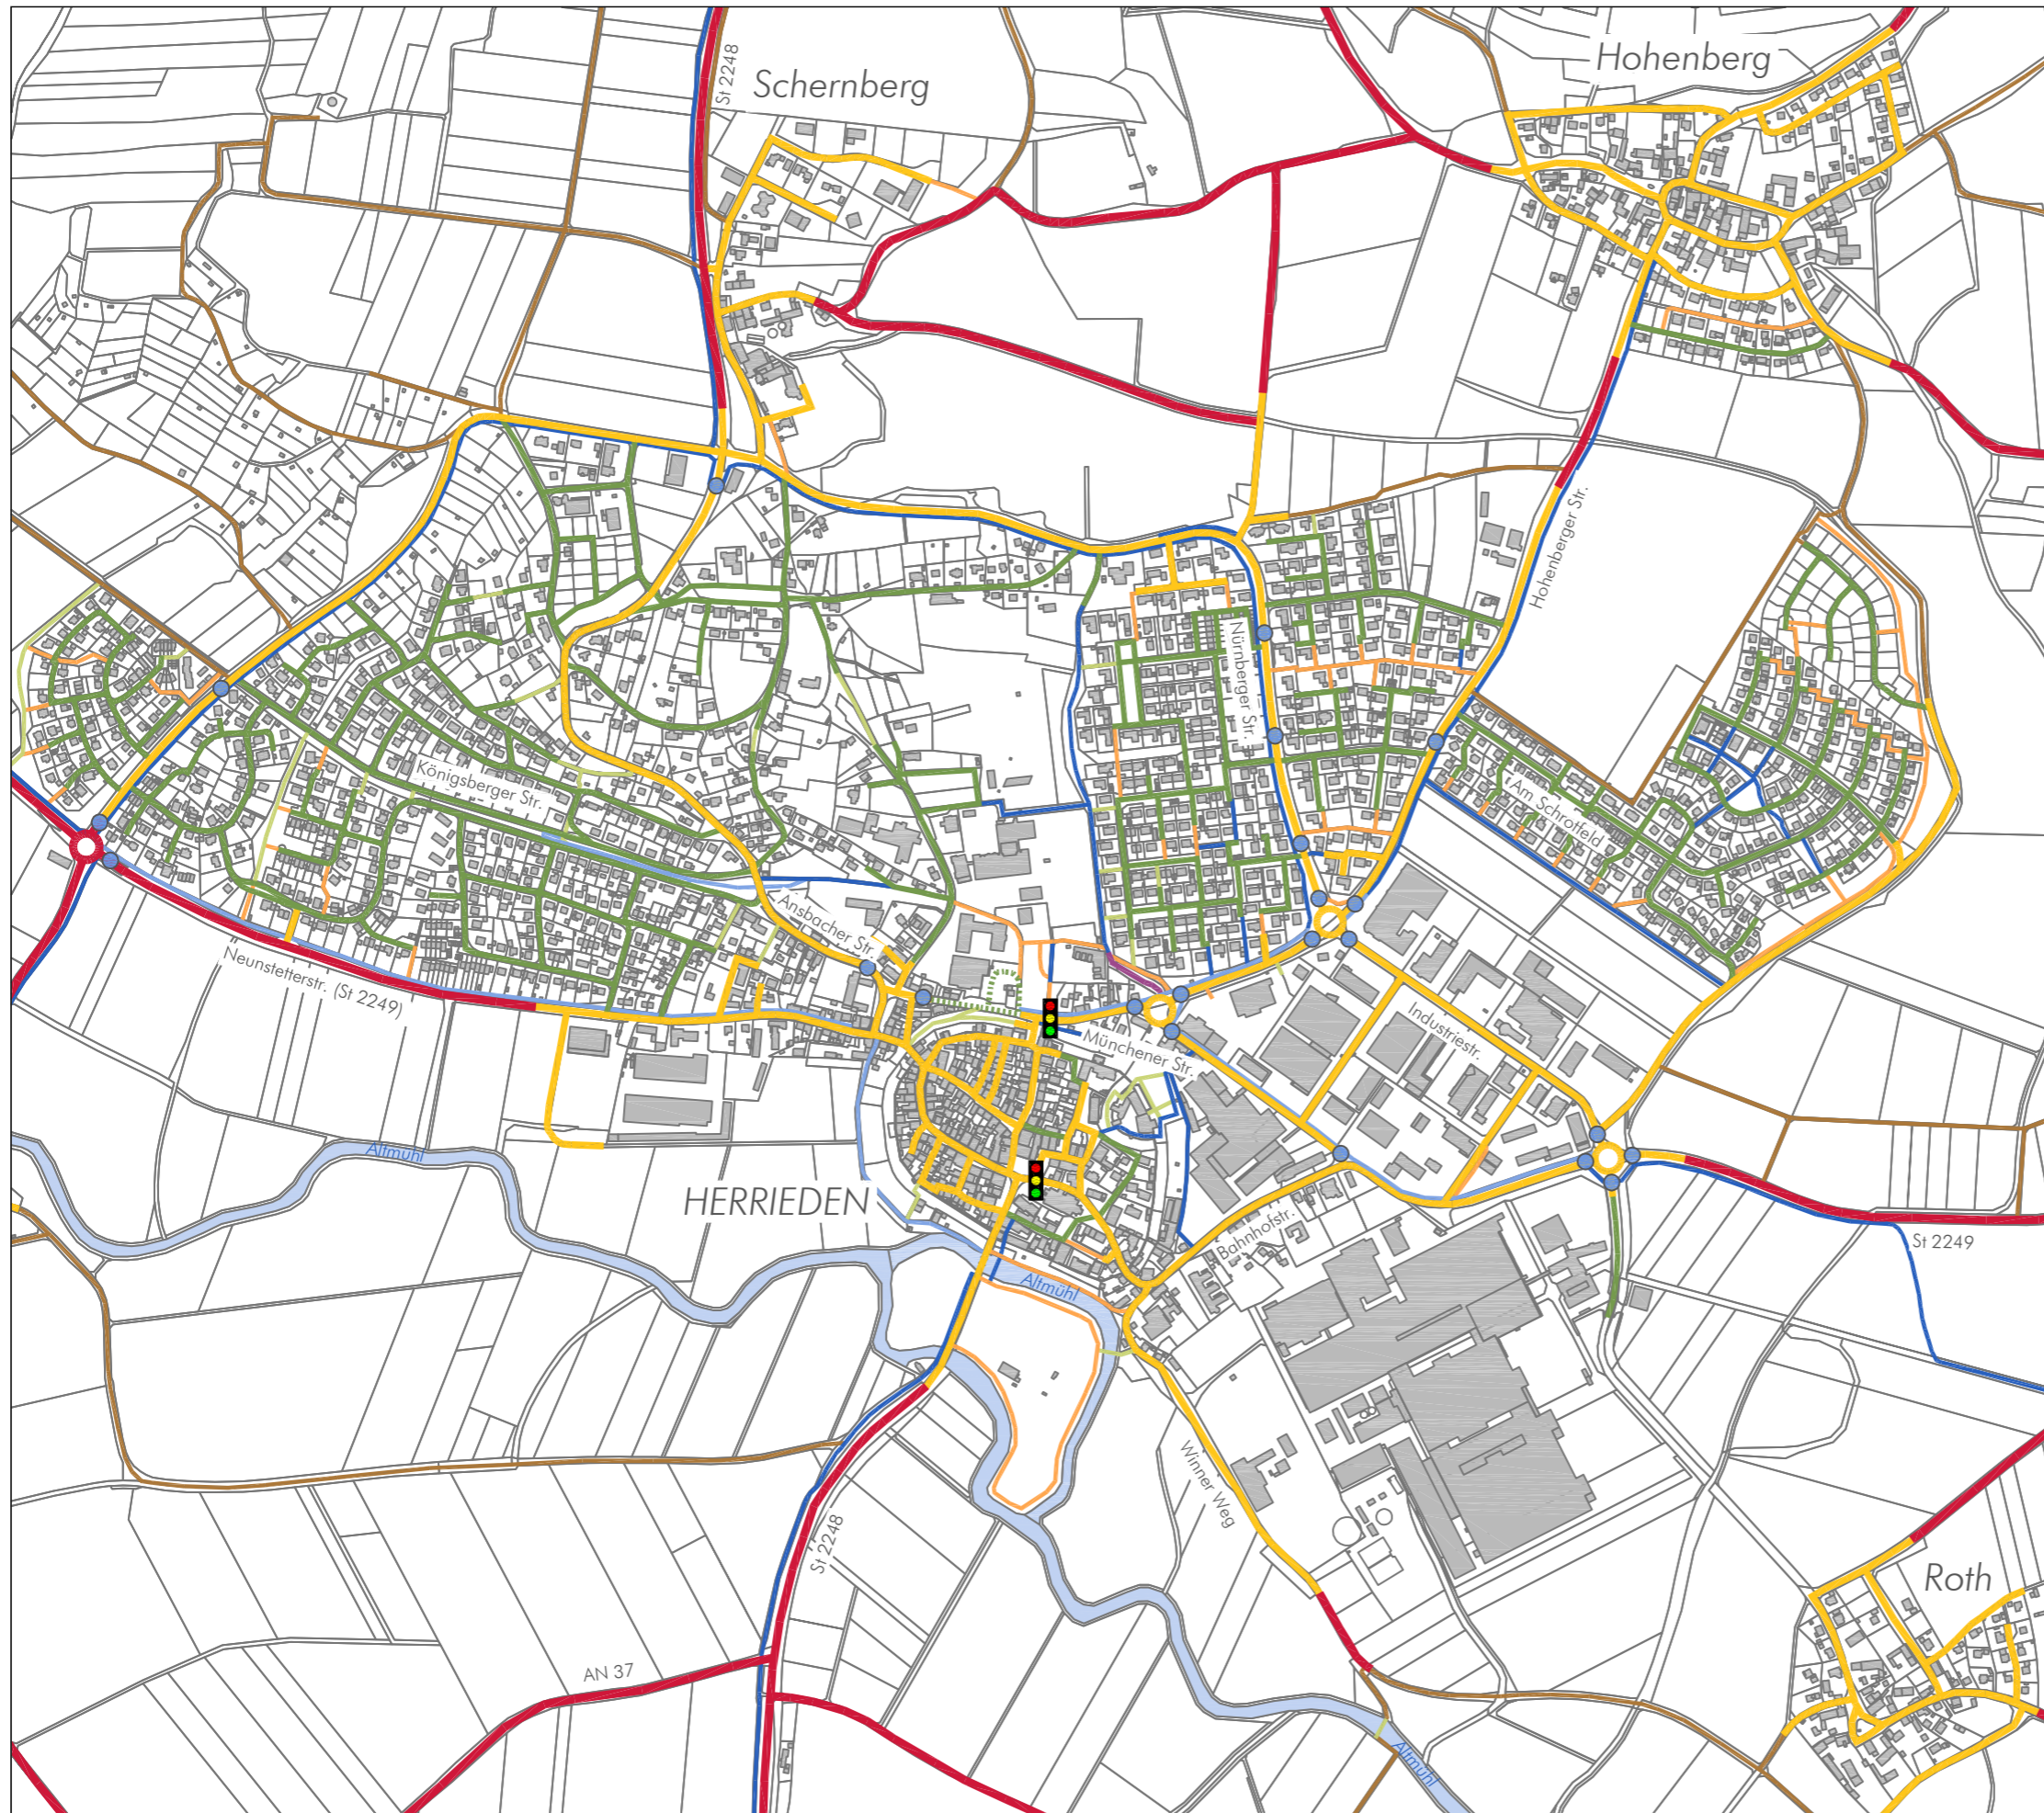 Hohenberg
Schernberg
St 2248
Hohenberger Str.
Nürnberger Str.
Königsberger Str.
Am Schrotfeld
Ansbacher Str.
Neunstetterstr. (St 2249)
Industriestr.
Münchener Str.
Altmühl
HERRIEDEN
Bahnhofstr.
St 2249
Altmühl
Winner Weg
St 2248
Roth
AN 37
Altmühl